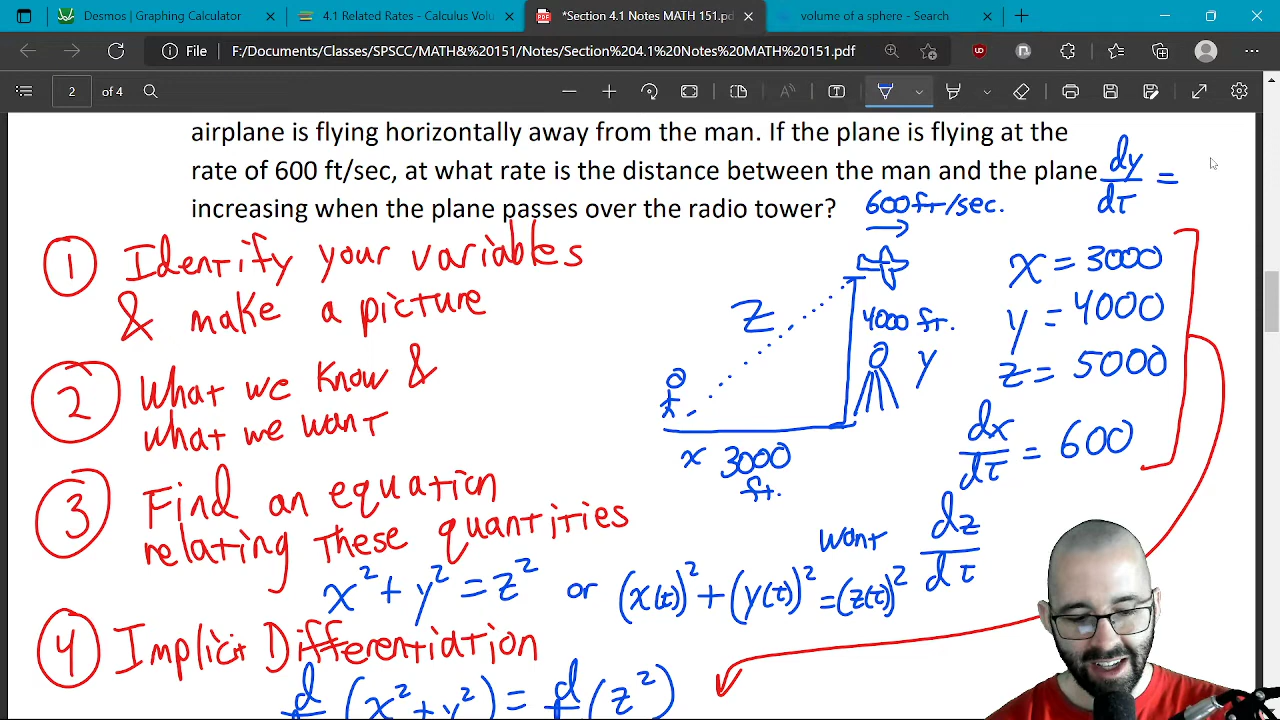 Desmos | Graphing Calculator
4.1 Related Rates - Calculus Volu
*Section 4.1 Notes MATH 151.pd
volume of a sphere - Search
File
F:/Documents/Classes/SPSCC/MATH&%20151/Notes/Section%204.1%20Notes%20MATH%20151.pdf
2 of 4
airplane is flying horizontally away from the man. If the plane is flying at the
rate of 600 ft/sec, at what rate is the distance between the man and the plane
increasing when the plane passes over the radio tower?
dy/dt =
600 ft/sec.
1 Identify your variables
& make a picture
z
4000 ft.
y
x 3000
ft.
x = 3000
y = 4000
z = 5000
dx/dt = 600
2 What we know &
what we want
want dz/dt
3 Find an equation
relating these quantities
x² + y² = z² or (x(t))² + (y(t))² = (z(t))²
4 Implicit Differentiation
d (x² + y²) = d (z²)